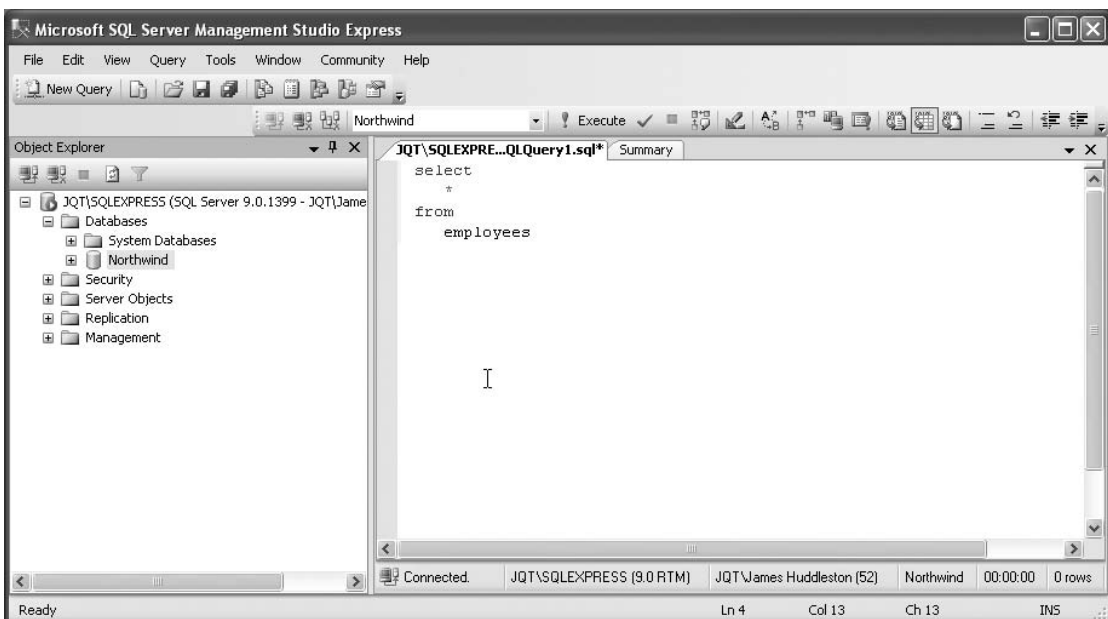 Microsoft SQL Server Management Studio Express
File Edit View Query Tools Window Community Help
New Query
Northwind Execute
Object Explorer
JQT\SQLEXPRE...QLQuery1.sql* Summary
JQT\SQLEXPRESS (SQL Server 9.0.1399 - JQT\Jame
Databases
System Databases
Northwind
Security
Server Objects
Replication
Management
select
*
from
employees
Connected. JQT\SQLEXPRESS (9.0 RTM) JQT\James Huddleston (52) Northwind 00:00:00 0 rows
Ready Ln 4 Col 13 Ch 13 INS